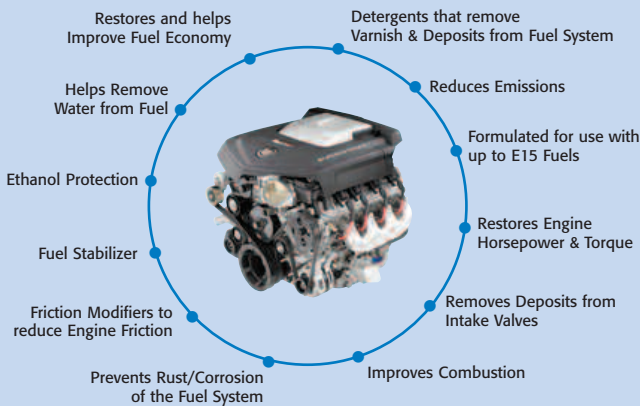 Restores and helps
Improve Fuel Economy
Detergents that remove
Varnish & Deposits from Fuel System
Helps Remove
Water from Fuel
Reduces Emissions
Formulated for use with
up to E15 Fuels
Ethanol Protection
Restores Engine
Horsepower & Torque
Fuel Stabilizer
Removes Deposits from
Intake Valves
Friction Modifiers to
reduce Engine Friction
Improves Combustion
Prevents Rust/Corrosion
of the Fuel System